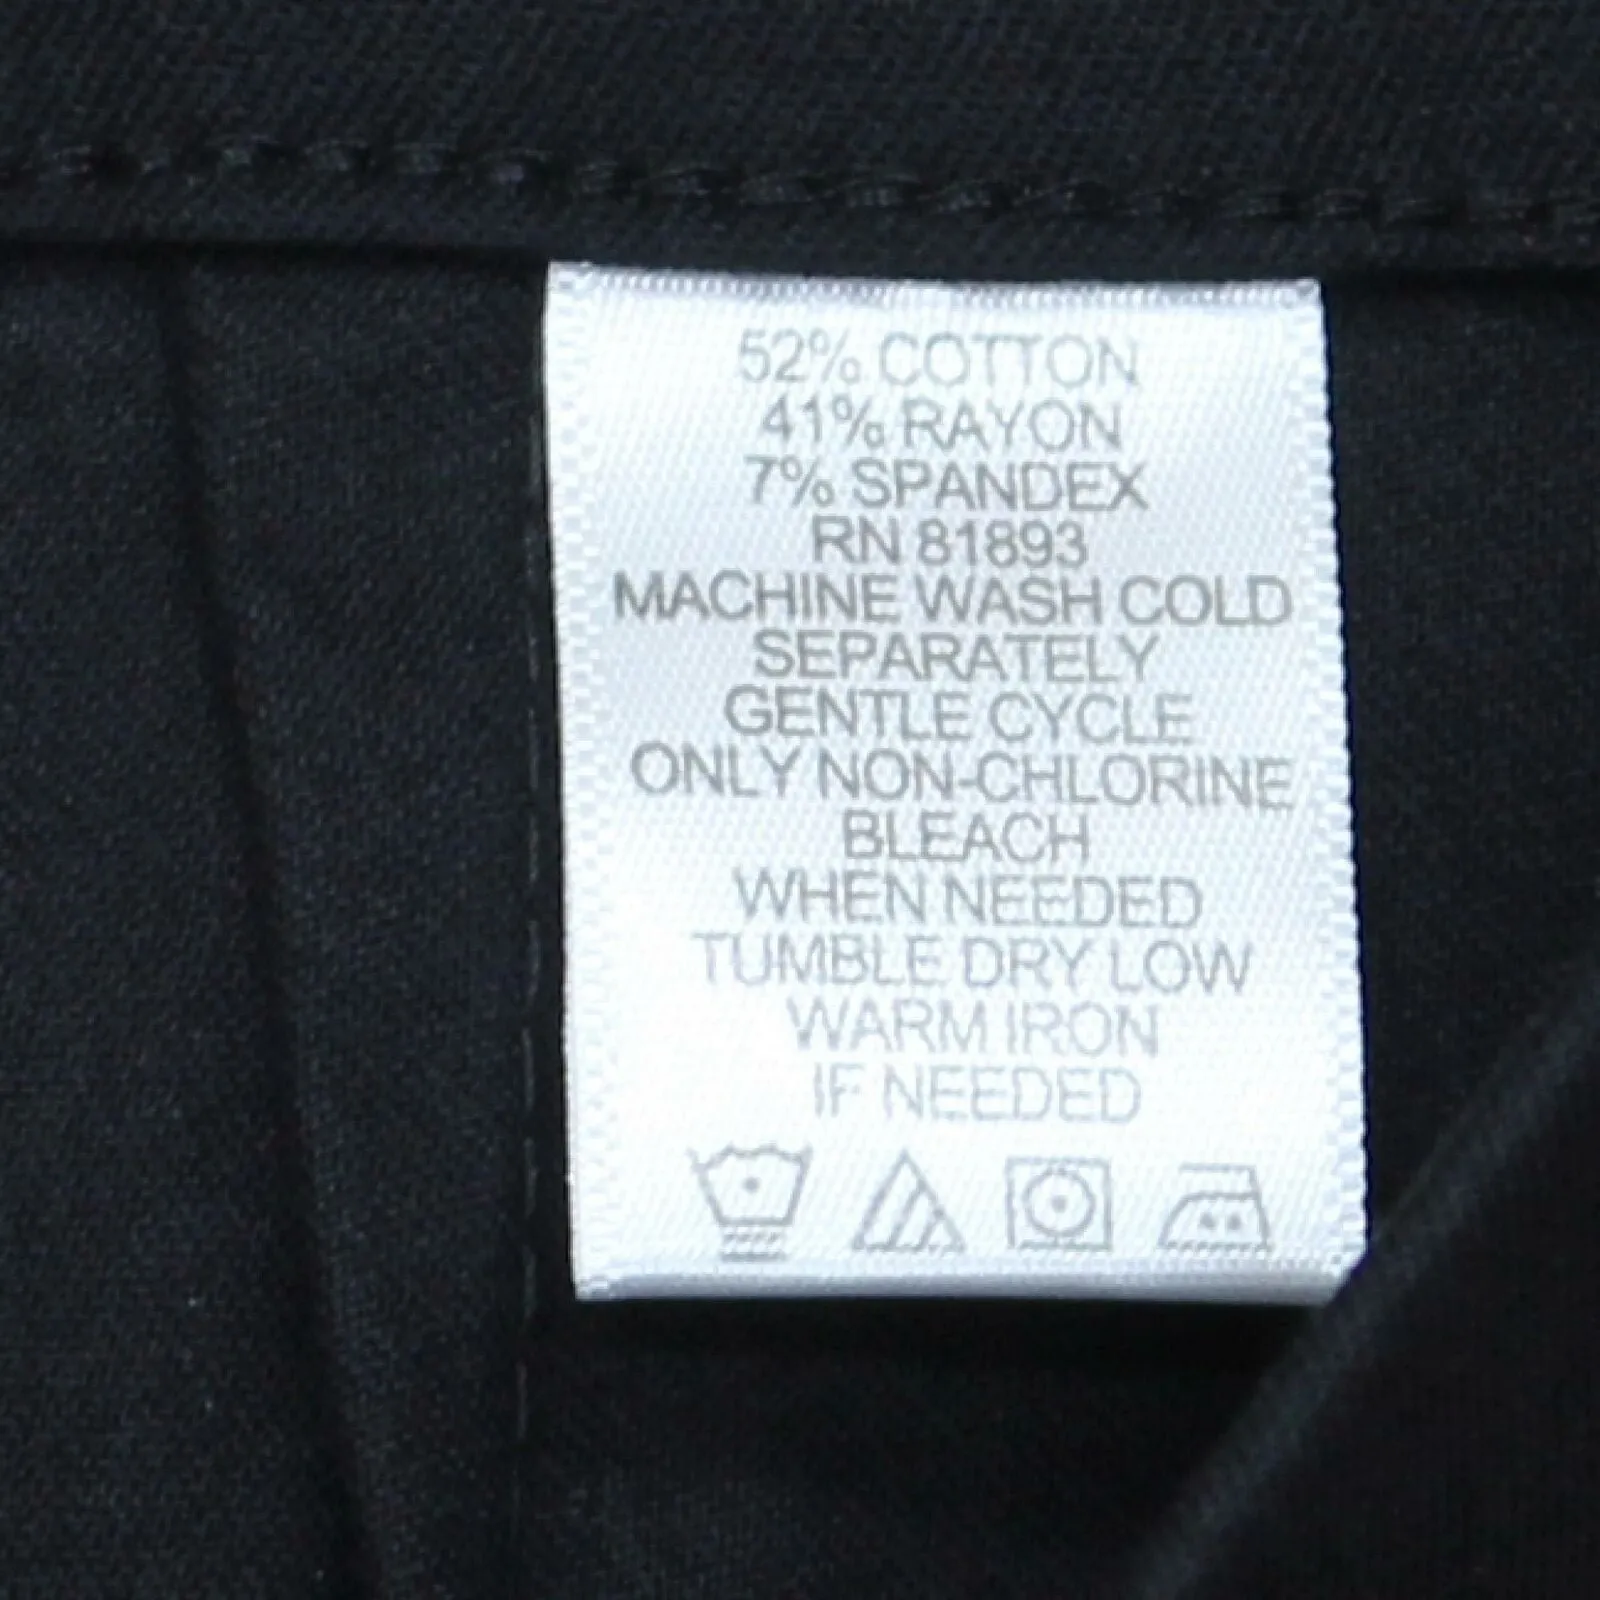 52% COTTON
41% RAYON
7% SPANDEX
RN 81893
MACHINE WASH COLD
SEPARATELY
GENTLE CYCLE
ONLY NON-CHLORINE
BLEACH
WHEN NEEDED
TUMBLE DRY LOW
WARM IRON
IF NEEDED